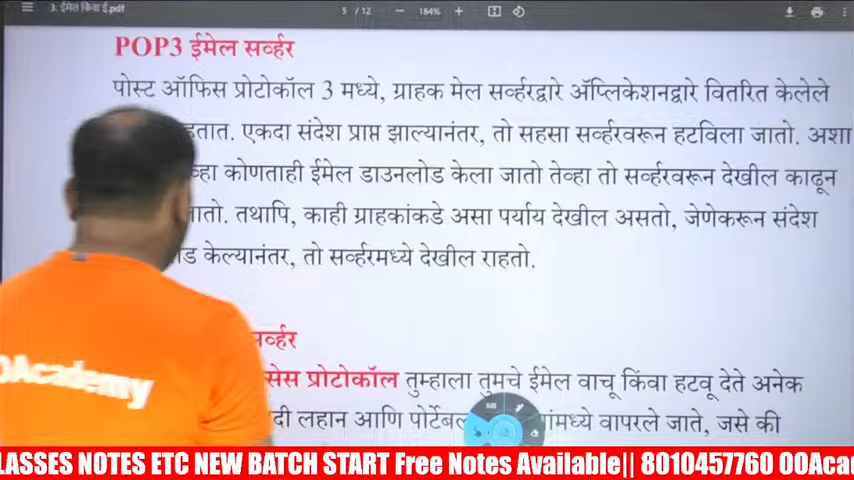 3. ईमेल किंवा ई.pdf
5 / 12
184%
POP3 ईमेल सर्व्हर
पोस्ट ऑफिस प्रोटोकॉल 3 मध्ये, ग्राहक मेल सर्व्हरद्वारे ॲप्लिकेशनद्वारे वितरित केलेले
एकदा संदेश प्राप्त झाल्यानंतर, तो सहसा सर्व्हरवरून हटविला जातो. अशा
कोणताही ईमेल डाउनलोड केला जातो तेव्हा तो सर्व्हरवरून देखील काढून
तथापि, काही ग्राहकांकडे असा पर्याय देखील असतो, जेणेकरून संदेश
केल्यानंतर, तो सर्व्हरमध्ये देखील राहतो.
सर्व्हर
प्रोटोकॉल तुम्हाला तुमचे ईमेल वाचू किंवा हटवू देते अनेक
लहान आणि वापरले जाते, जसे की
OAcademy
LASSES NOTES ETC NEW BATCH START Free Notes Available|| 8010457760 OOAca